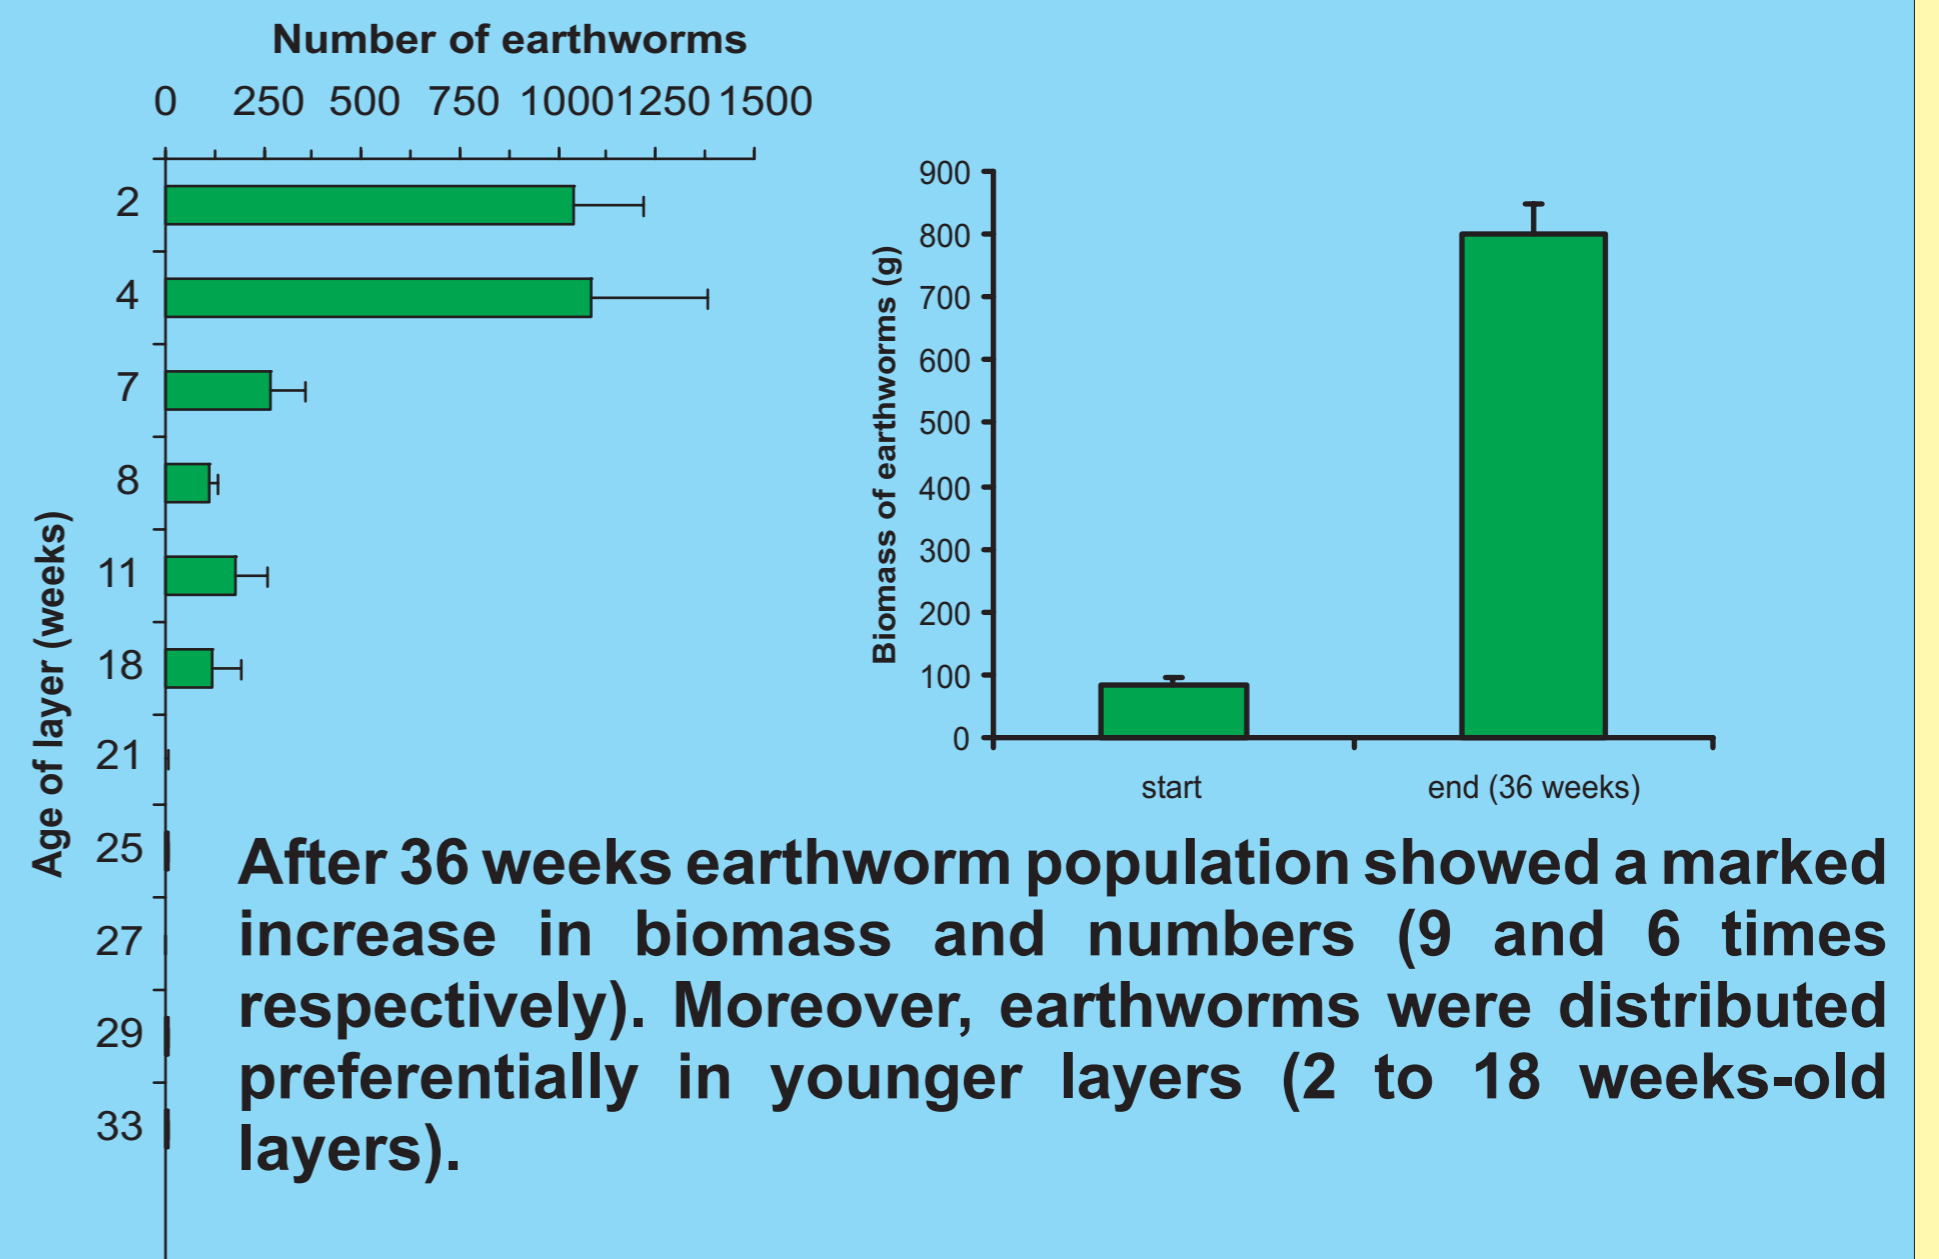 Number of earthworms
0 250 500 750 1000 1250 1500
2
4
7
8
11
18
21
25
27
29
33
Age of layer (weeks)
900
800
700
600
500
400
300
200
100
0
Biomass of earthworms (g)
start end (36 weeks)
After 36 weeks earthworm population showed a marked
increase in biomass and numbers (9 and 6 times
respectively). Moreover, earthworms were distributed
preferentially in younger layers (2 to 18 weeks-old
layers).